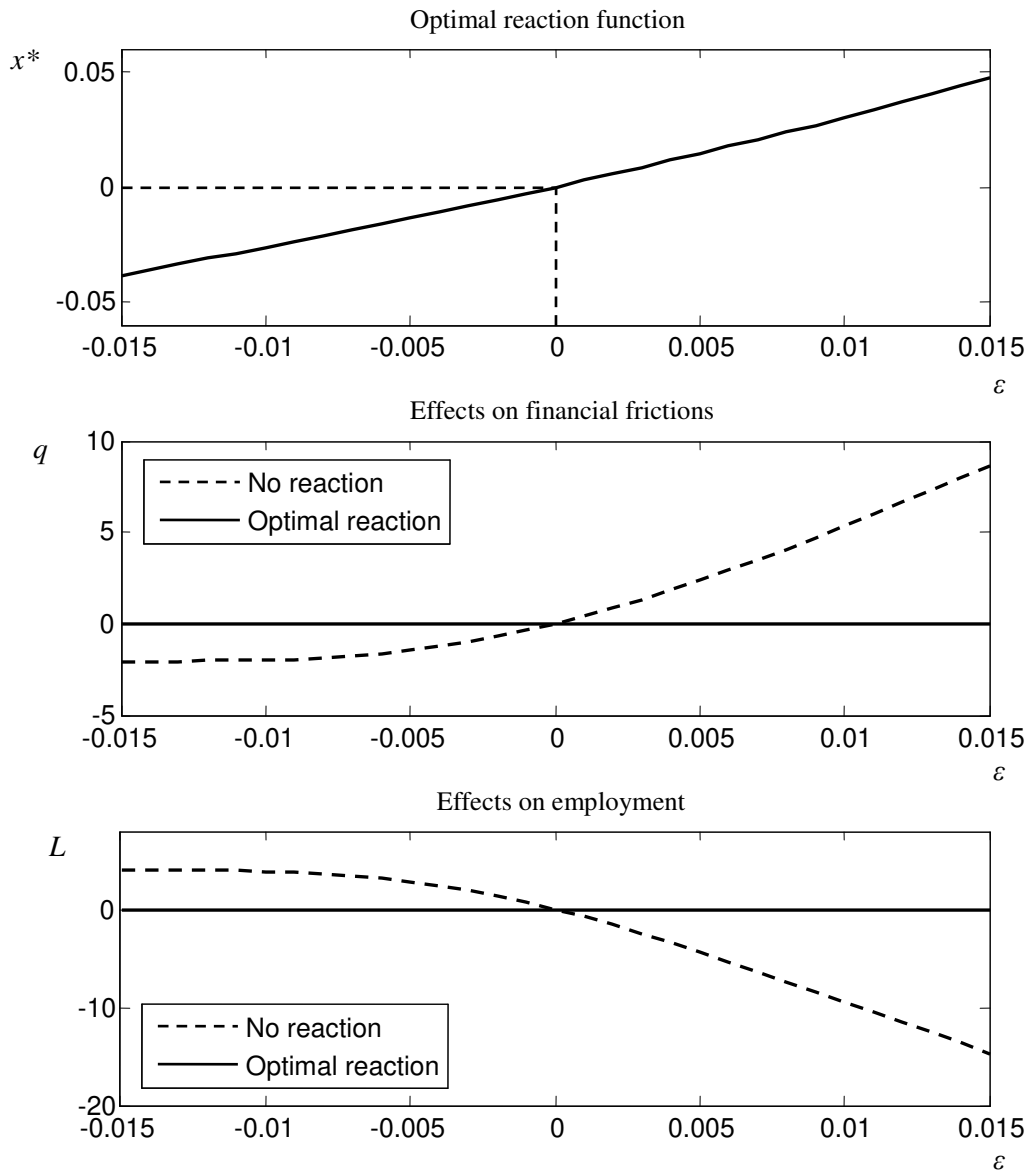 Optimal reaction function
x*
0.05
0
-0.05
-0.015 -0.01 -0.005 0 0.005 0.01 0.015
ε
Effects on financial frictions
q
10
5
0
-5
No reaction
Optimal reaction
-0.015 -0.01 -0.005 0 0.005 0.01 0.015
ε
Effects on employment
L
0
-10
-20
No reaction
Optimal reaction
-0.015 -0.01 -0.005 0 0.005 0.01 0.015
ε